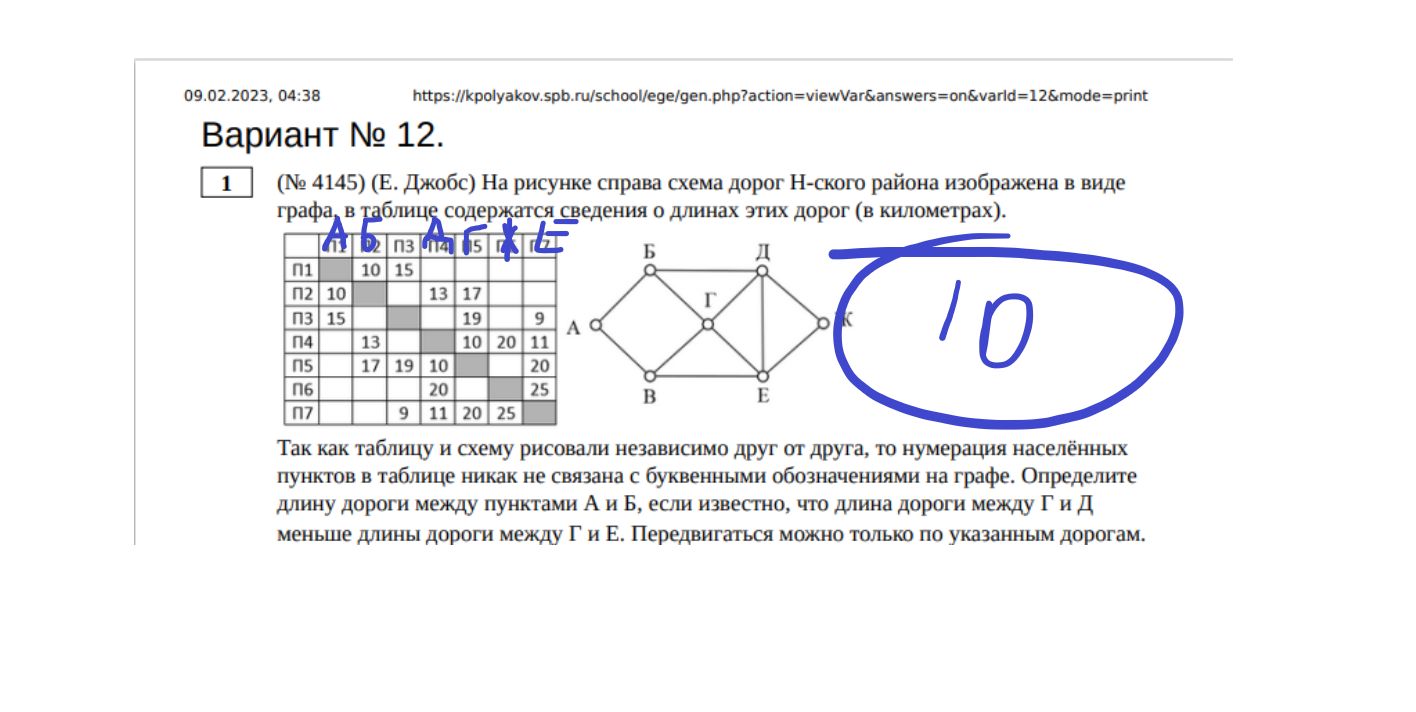 09.02.2023, 04:38 https://kpolyakov.spb.ru/school/ege/gen.php?action=viewVar&answers=on&varId=12&mode=print
Вариант № 12.
1 (№ 4145) (Е. Джобс) На рисунке справа схема дорог Н-ского района изображена в виде
графа, в таблице содержатся сведения о длинах этих дорог (в километрах).
А Б Д Г Ж Е
П1 П2 П3 П4 П5 П7
П1 10 15
П2 10 13 17
П3 15 19 9
П4 13 10 20 11
П5 17 19 10 20
П6 20 25
П7 9 11 20 25
Б Д
Г
А Ж
В Е
10
Так как таблицу и схему рисовали независимо друг от друга, то нумерация населённых
пунктов в таблице никак не связана с буквенными обозначениями на графе. Определите
длину дороги между пунктами А и Б, если известно, что длина дороги между Г и Д
меньше длины дороги между Г и Е. Передвигаться можно только по указанным дорогам.